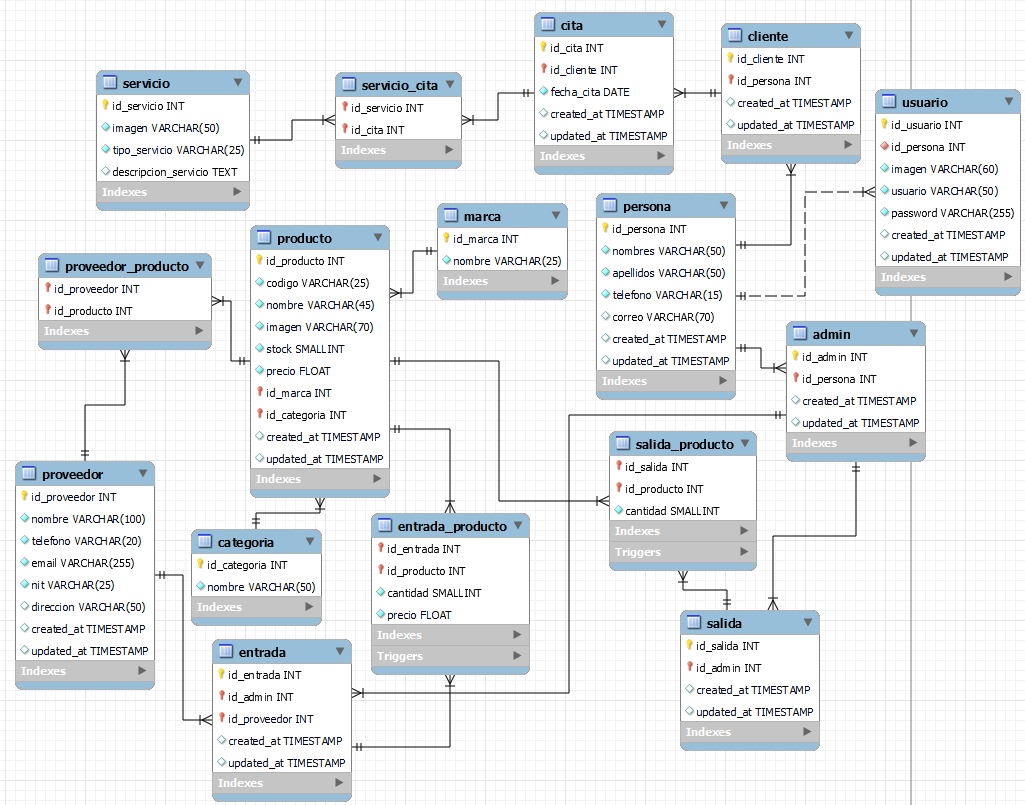 cita
id_cita INT
id_cliente INT
fecha_cita DATE
created_at TIMESTAMP
updated_at TIMESTAMP
Indexes
cliente
id_cliente INT
id_persona INT
created_at TIMESTAMP
updated_at TIMESTAMP
Indexes
servicio
id_servicio INT
imagen VARCHAR(50)
tipo_servicio VARCHAR(25)
descripcion_servicio TEXT
Indexes
servicio_cita
id_servicio INT
id_cita INT
Indexes
usuario
id_usuario INT
id_persona INT
imagen VARCHAR(60)
usuario VARCHAR(50)
password VARCHAR(255)
created_at TIMESTAMP
updated_at TIMESTAMP
Indexes
persona
id_persona INT
nombres VARCHAR(50)
apellidos VARCHAR(50)
telefono VARCHAR(15)
correo VARCHAR(70)
created_at TIMESTAMP
updated_at TIMESTAMP
Indexes
marca
id_marca INT
nombre VARCHAR(25)
Indexes
producto
id_producto INT
codigo VARCHAR(25)
nombre VARCHAR(45)
imagen VARCHAR(70)
stock SMALLINT
precio FLOAT
id_marca INT
id_categoria INT
created_at TIMESTAMP
updated_at TIMESTAMP
Indexes
proveedor_producto
id_proveedor INT
id_producto INT
Indexes
admin
id_admin INT
id_persona INT
created_at TIMESTAMP
updated_at TIMESTAMP
Indexes
salida_producto
id_salida INT
id_producto INT
cantidad SMALLINT
Indexes
Triggers
proveedor
id_proveedor INT
nombre VARCHAR(100)
telefono VARCHAR(20)
email VARCHAR(255)
nit VARCHAR(25)
direccion VARCHAR(50)
created_at TIMESTAMP
updated_at TIMESTAMP
Indexes
categoria
id_categoria INT
nombre VARCHAR(50)
Indexes
entrada_producto
id_entrada INT
id_producto INT
cantidad SMALLINT
precio FLOAT
Indexes
Triggers
entrada
id_entrada INT
id_admin INT
id_proveedor INT
created_at TIMESTAMP
updated_at TIMESTAMP
Indexes
salida
id_salida INT
id_admin INT
created_at TIMESTAMP
updated_at TIMESTAMP
Indexes